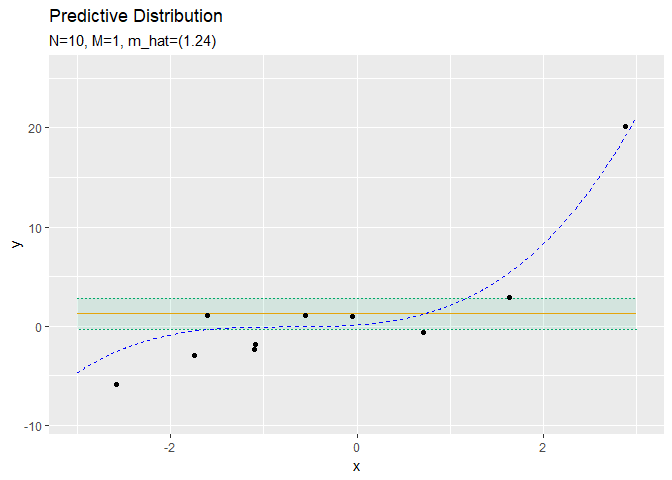 Predictive Distribution
N=10, M=1, m_hat=(1.24)
y
20
10
0
-10
-2
0
2
x